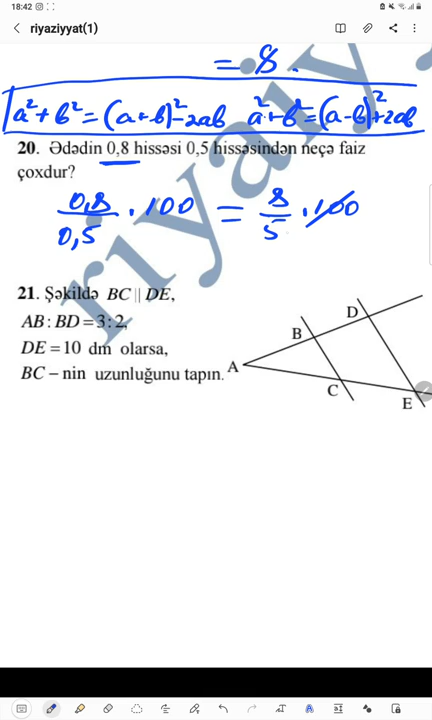 18:42
riyaziyyat(1)
= 8.
a²+b²=(a+b)²-2ab a²+b²=(a-b)²+2ab
20. Ədədin 0,8 hissəsi 0,5 hissəsindən neçə faiz
çoxdur?
0,8/0,5 · 100 = 8/5 · 100
21. Şəkildə BC || DE,
AB : BD = 3 : 2,
DE = 10 dm olarsa,
BC – nin uzunluğunu tapın.
A
B
D
C
E
riyaziy